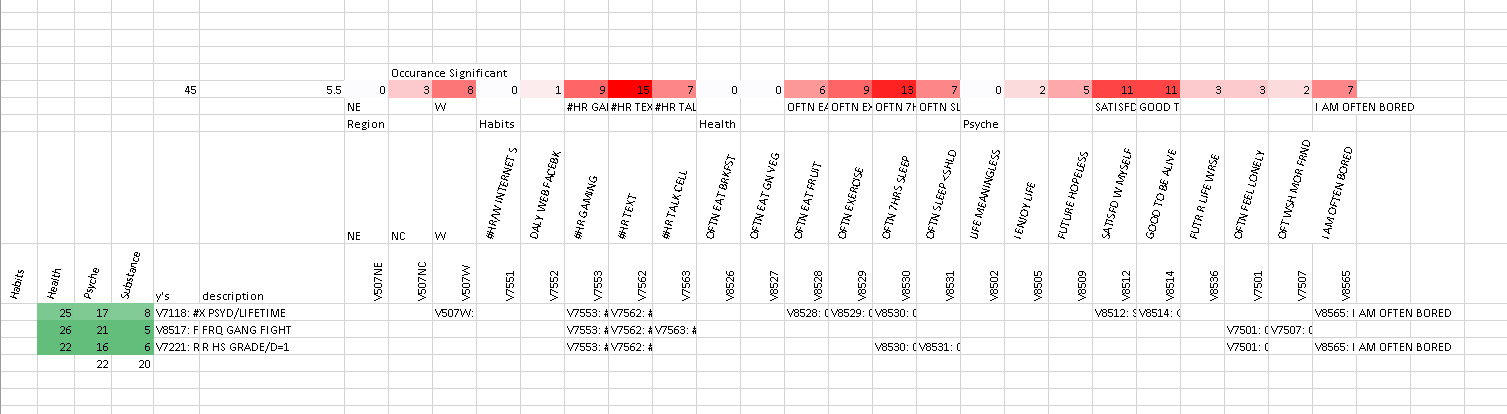 Occurance Significant
45 5.5 0 3 8 0 1 9 15 7 0 0 6 9 13 7 0 2 5 11 11 3 3 2 7
NE W #HR GAI #HR TEX #HR TAL OFTN EA OFTN EX OFTN 7H OFTN SL SATISFD GOOD T I AM OFTEN BORED
Region Habits Health Psyche
NE NC W #HR/W INTERNET S DALY WEB FACEBK #HR GAMING #HR TEXT #HR TALK CELL OFTN EAT BRKFST OFTN EAT GN VEG OFTN EAT FRUIT OFTN EXERCISE OFTN 7HRS SLEEP OFTN SLEEP <SHLD LIFE MEANINGLESS I ENJOY LIFE FUTURE HOPELESS SATISFD W MYSELF GOOD TO BE ALIVE FUTR R LIFE WRSE OFTN FEEL LONELY OFT WSH MOR FRND I AM OFTEN BORED
Habits Health Psyche Substance y's description V507NE V507NC V507W V7551 V7552 V7553 V7562 V7563 V8526 V8527 V8528 V8529 V8530 V8531 V8502 V8505 V8509 V8512 V8514 V8536 V7501 V7507 V8565
25 17 8 V7118: #X PSYD/LIFETIME V507W: V7553: # V7562: # V8528: ( V8529: ( V8530: ( V8512: S V8514: ( V8565: I AM OFTEN BORED
26 21 5 V8517: F FRQ GANG FIGHT V7553: # V7562: # V7563: # V7501: ( V7507: ( 
22 16 6 V7221: R R HS GRADE/D=1 V7553: # V7562: # V8530: ( V8531: ( V7501: ( V8565: I AM OFTEN BORED
22 20